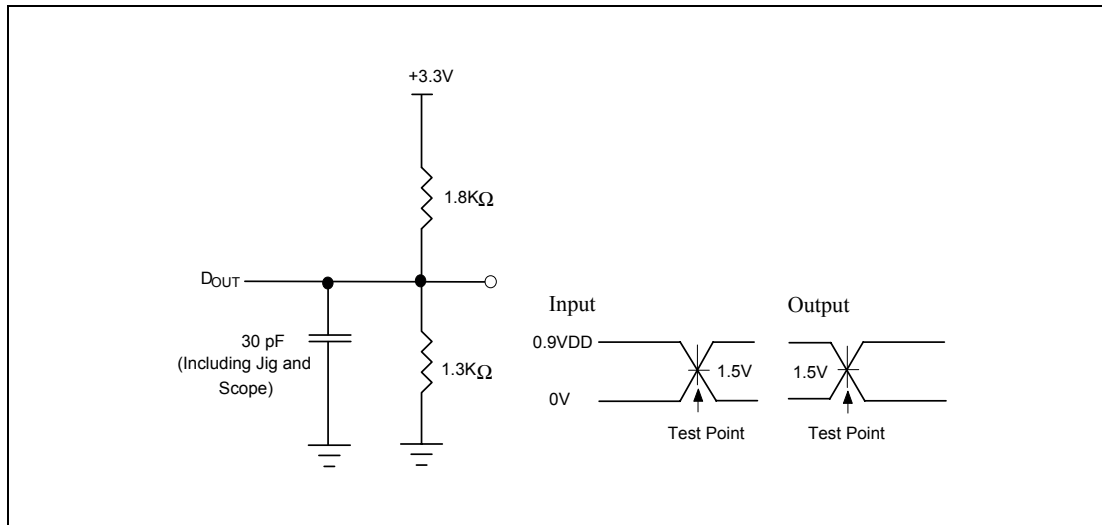 +3.3V
1.8KΩ
DOUT
30 pF
(Including Jig and
Scope)
1.3KΩ
Input
Output
0.9VDD
1.5V
1.5V
0V
Test Point
Test Point